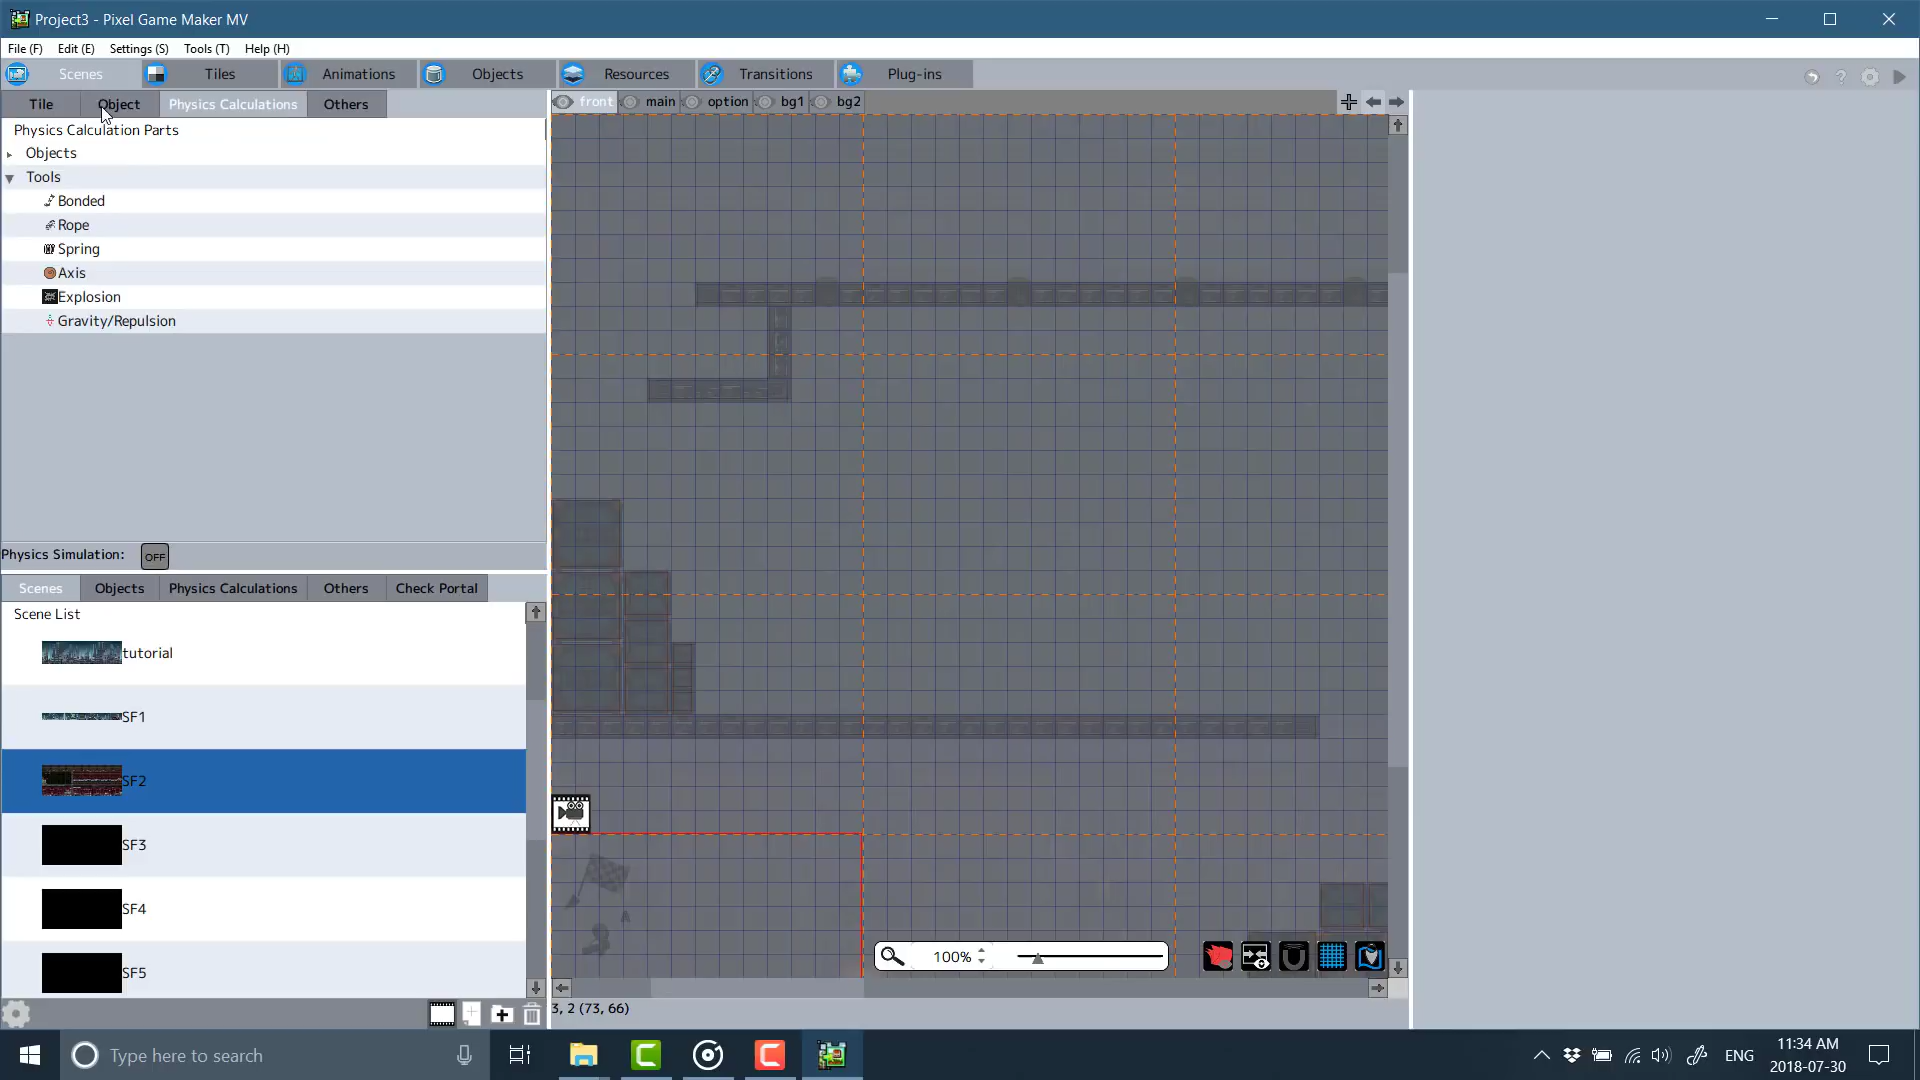 Project3 - Pixel Game Maker MV
File (F) Edit (E) Settings (S) Tools (T) Help (H)
Scenes Tiles Animations Objects Resources Transitions Plug-ins
Tile Object Physics Calculations Others
front main option bg1 bg2
Physics Calculation Parts
Objects
Tools
Bonded
Rope
Spring
Axis
Explosion
Gravity/Repulsion
Physics Simulation: OFF
Scenes Objects Physics Calculations Others Check Portal
Scene List
tutorial
SF1
SF2
SF3
SF4
SF5
A
100%
3, 2 (73, 66)
Type here to search
ENG
11:34 AM
2018-07-30